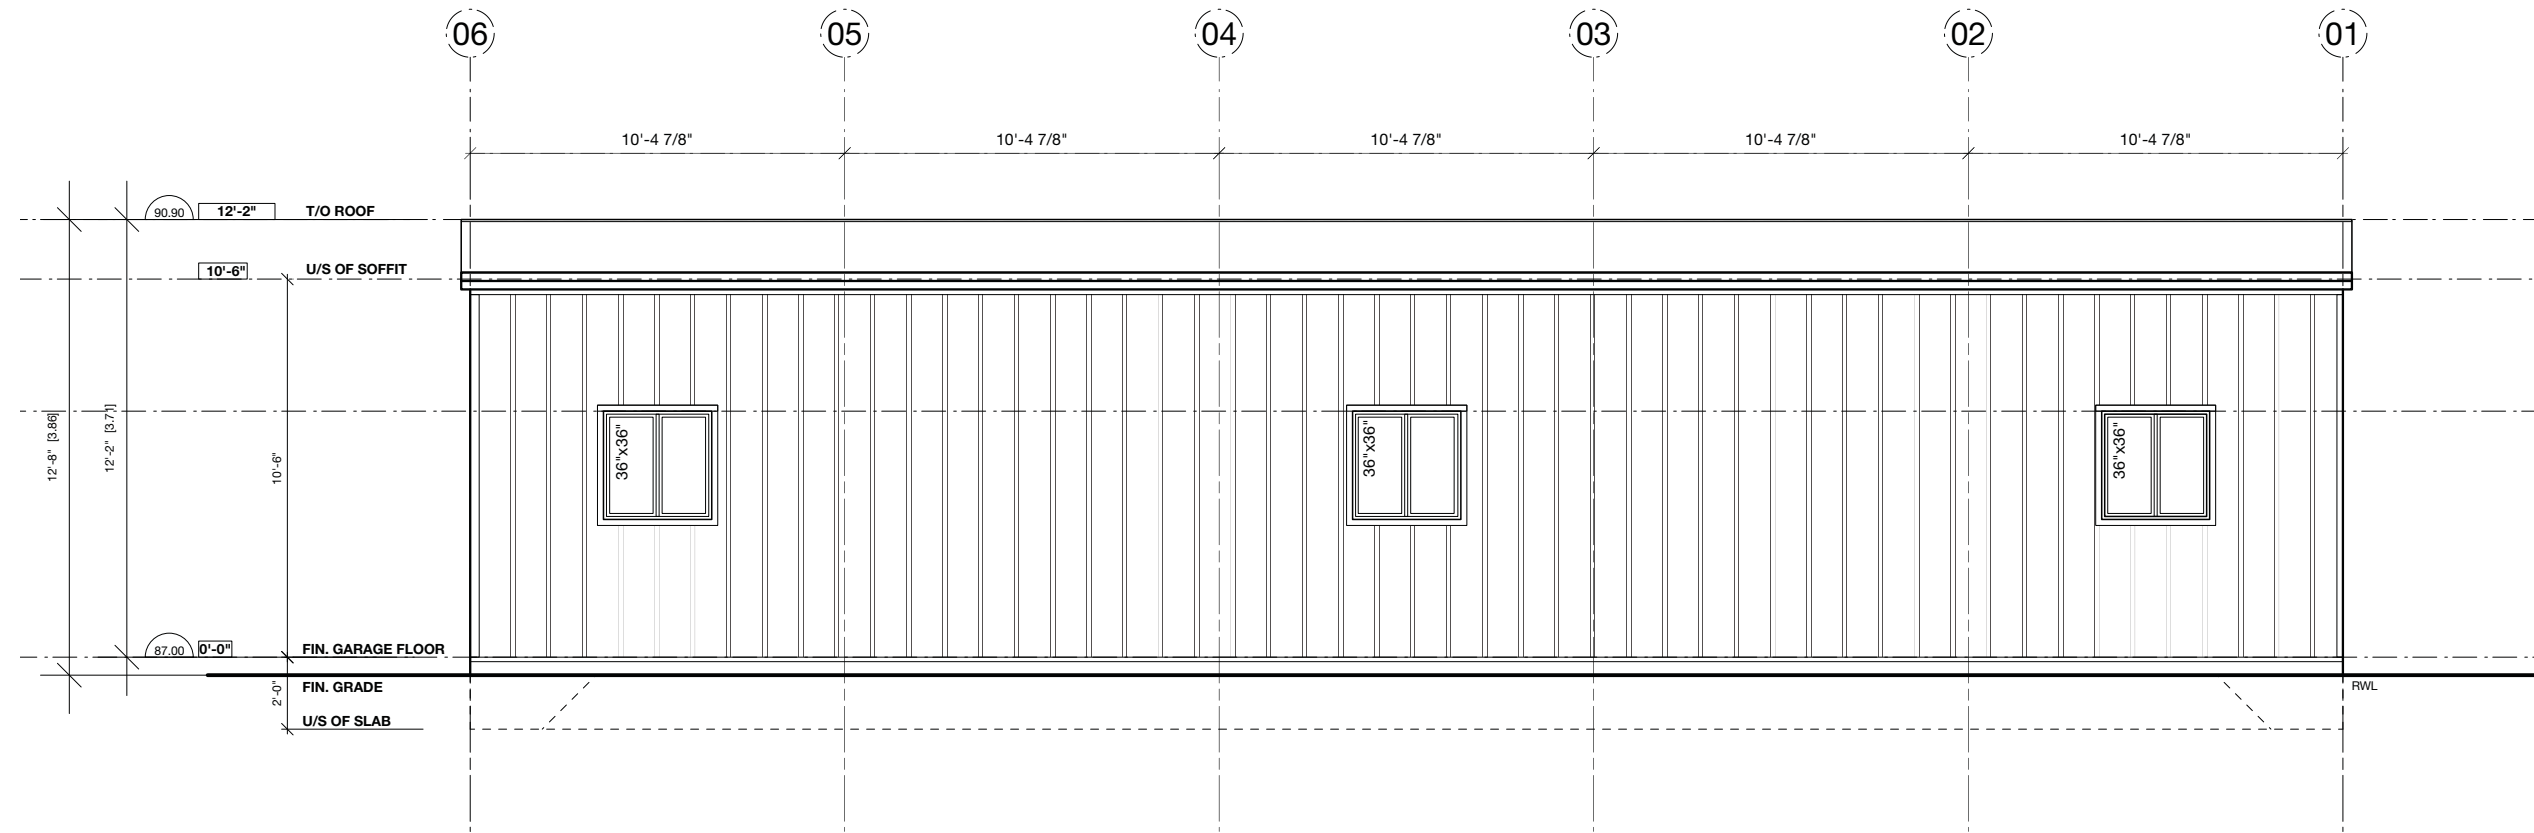 06 05 04 03 02 01
10'-4 7/8" 10'-4 7/8" 10'-4 7/8" 10'-4 7/8" 10'-4 7/8"
90.90 12'-2" T/O ROOF
10'-6" U/S OF SOFFIT
12'-8" [3.86]
12'-2" [3.71]
10'-6"
36"x36" 36"x36" 36"x36"
87.00 0'-0" FIN. GARAGE FLOOR
2'-0" FIN. GRADE RWL
U/S OF SLAB